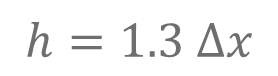 h = 1.3 Δx